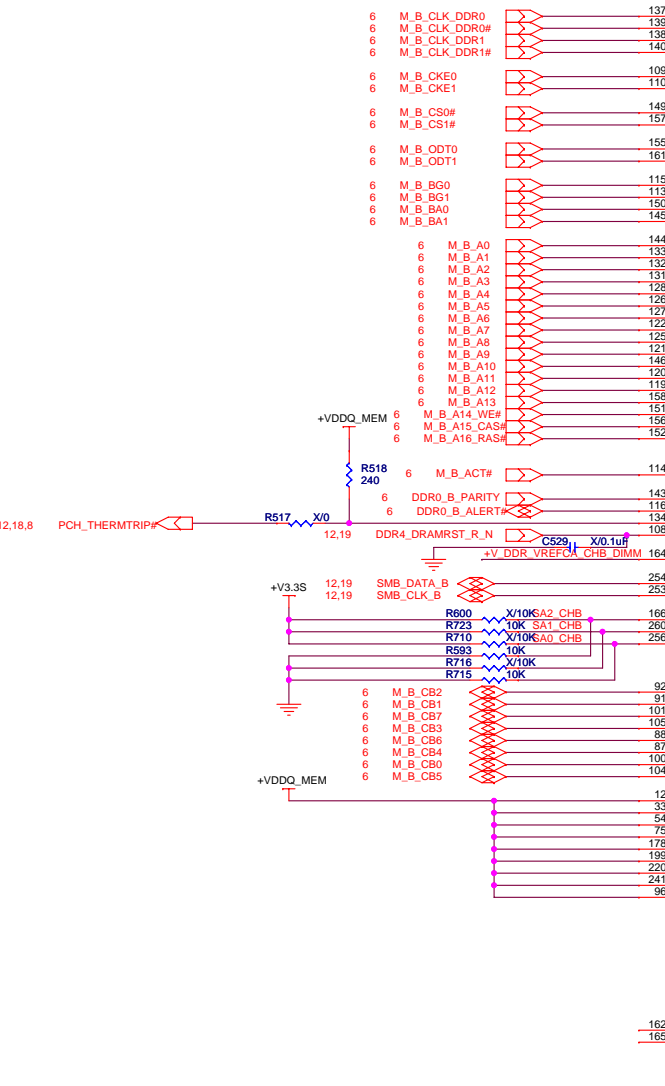 6 M_B_CLK_DDR0 137
6 M_B_CLK_DDR0# 139
6 M_B_CLK_DDR1 138
6 M_B_CLK_DDR1# 140
6 M_B_CKE0 109
6 M_B_CKE1 110
6 M_B_CS0# 149
6 M_B_CS1# 157
6 M_B_ODT0 155
6 M_B_ODT1 161
6 M_B_BG0 115
6 M_B_BG1 113
6 M_B_BA0 150
6 M_B_BA1 145
6 M_B_A0 144
6 M_B_A1 133
6 M_B_A2 132
6 M_B_A3 131
6 M_B_A4 128
6 M_B_A5 126
6 M_B_A6 127
6 M_B_A7 122
6 M_B_A8 125
6 M_B_A9 121
6 M_B_A10 146
6 M_B_A11 120
6 M_B_A12 119
6 M_B_A13 158
+VDDQ_MEM 6 M_B_A14_WE# 151
6 M_B_A15_CAS# 156
6 M_B_A16_RAS# 152
R518
240
6 M_B_ACT# 114
6 DDR0_B_PARITY 143
6 DDR0_B_ALERT# 116
12,18,8 PCH_THERMTRIP# R517 X/0 134
12,19 DDR4_DRAMRST_R_N 108
C529 X/0.1uF
+V_DDR_VREFCA_CHB_DIMM 164
+V3.3S 12,19 SMB_DATA_B 254
12,19 SMB_CLK_B 253
R600 X/10K SA2_CHB 166
R723 10K SA1_CHB 260
R710 X/10K SA0_CHB 256
R593 10K
R716 X/10K
R715 10K
6 M_B_CB2 92
6 M_B_CB1 91
6 M_B_CB7 101
6 M_B_CB3 105
6 M_B_CB6 88
6 M_B_CB4 87
6 M_B_CB0 100
6 M_B_CB5 104
+VDDQ_MEM
12
33
54
75
178
199
220
241
96
162
165